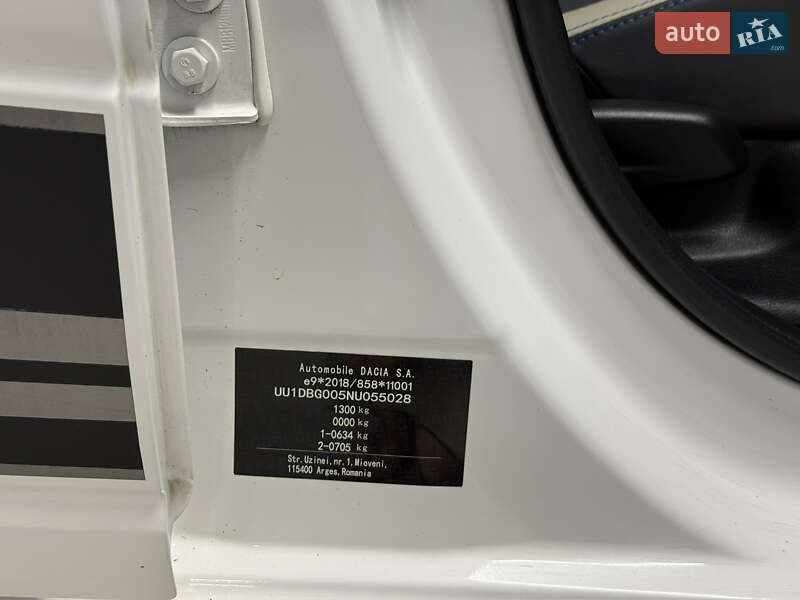 auto RIA
.com
Automobile DACIA S.A.
e9*2018/858*11001
UU1DBG005NU055028
1300 kg
0000 kg
1-0634 kg
2-0705 kg
Str. Uzinei, nr. 1, Mioveni,
115400 Arges, Romania